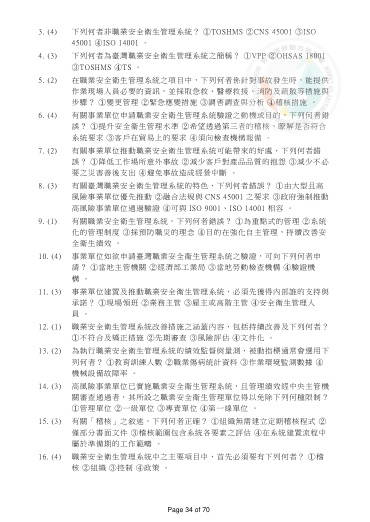 3. (4) 下列何者非職業安全衛生管理系統？ ①TOSHMS ②CNS 45001 ③ISO
45001 ④ISO 14001 。
4. (3) 下列何者為臺灣職業安全衛生管理系統之簡稱？ ①VPP ②OHSAS 18001
③TOSHMS ④TS 。
5. (2) 在職業安全衛生管理系統之項目中，下列何者係針對事故發生時，能提供
作業現場人員必要的資訊，並採取急救、醫療救援、消防及疏散等措施與
步驟？ ①變更管理 ②緊急應變措施 ③調查調查與分析 ④稽核措施
6. (4) 有關事業單位申請職業安全衛生管理系統驗證之動機或目的，下列何者錯
誤？ ①提升安全衛生管理水準 ②希望透過第三者的稽核，瞭解是否符合
系統要求 ③客戶在貿易上的要求 ④須向檢查機構報備 。
7. (2) 有關事業單位推動職業安全衛生管理系統可能帶來的好處，下列何者錯
誤？ ①降低工作場所意外事故 ②減少客戶對產品品質的抱怨 ③減少不必
要之災害善後支出 ④避免事故造成經營中斷 。
8. (3) 有關臺灣職業安全衛生管理系統的特色，下列何者錯誤？ ①由大型且高
風險事業單位優先推動 ②融合法規與 CNS 45001 之要求 ③政府強制推動
高風險事業單位通過驗證 ④可與 ISO 9001、ISO 14001 相容 。
9. (1) 有關職業安全衛生管理系統，下列何者錯誤？ ①為重點式的管理 ②系統
化的管理制度 ③採預防職災的理念 ④目的在強化自主管理、持續改善安
全衛生績效 。
10. (4) 事業單位如欲申請臺灣職業安全衛生管理系統之驗證，可向下列何者申
請？ ①當地主管機關 ②經濟部工業局 ③當地勞動檢查機構 ④驗證機
構 。
11. (3) 事業單位建置及推動職業安全衛生管理系統，必須先獲得內部誰的支持與
承諾？ ①現場領班 ②業務主管 ③雇主或高階主管 ④安全衛生管理人
員 。
12. (1) 職業安全衛生管理系統改善措施之涵蓋內容，包括持續改善及下列何者？
①不符合及矯正措施 ②先期審查 ③風險評估 ④文件化 。
13. (2) 為執行職業安全衛生管理系統的績效監督與量測，被動指標通常會選用下
列何者？ ①教育訓練人數 ②職業傷病統計資料 ③作業環境監測數據 ④
機械設備故障率 。
14. (3) 高風險事業單位已實施職業安全衛生管理系統，且管理績效經中央主管機
關審查通過者，其所設之職業安全衛生管理單位得以免除下列何種限制？
①管理單位 ②一級單位 ③專責單位 ④第一線單位 。
15. (3) 有關「稽核」之敘述，下列何者正確？ ①組織無需建立定期稽核程式 ②
僅部分書面文件 ③稽核範圍包含系統各要素之評估 ④在系統建置流程中
屬於準備期的工作範疇 。
16. (4) 職業安全衛生管理系統中之主要項目中，首先必須要有下列何者？ ①稽
核 ②組織 ③控制 ④政策 。
Page 34 of 70